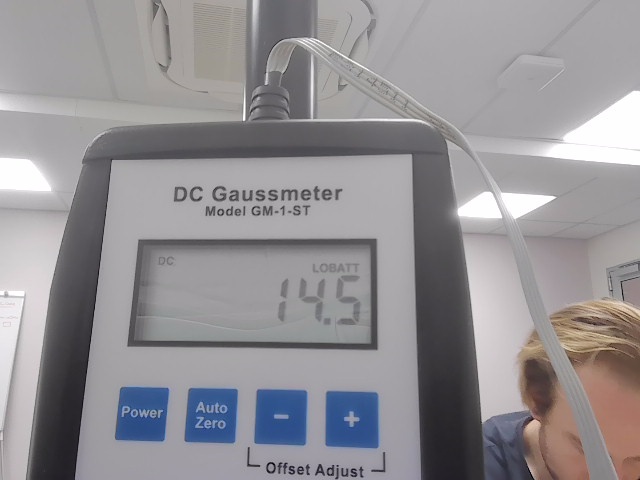 DC Gaussmeter
Model GM-1-ST
DC
LOBATT
14.5
Power
Auto
Zero
-
+
Offset Adjust